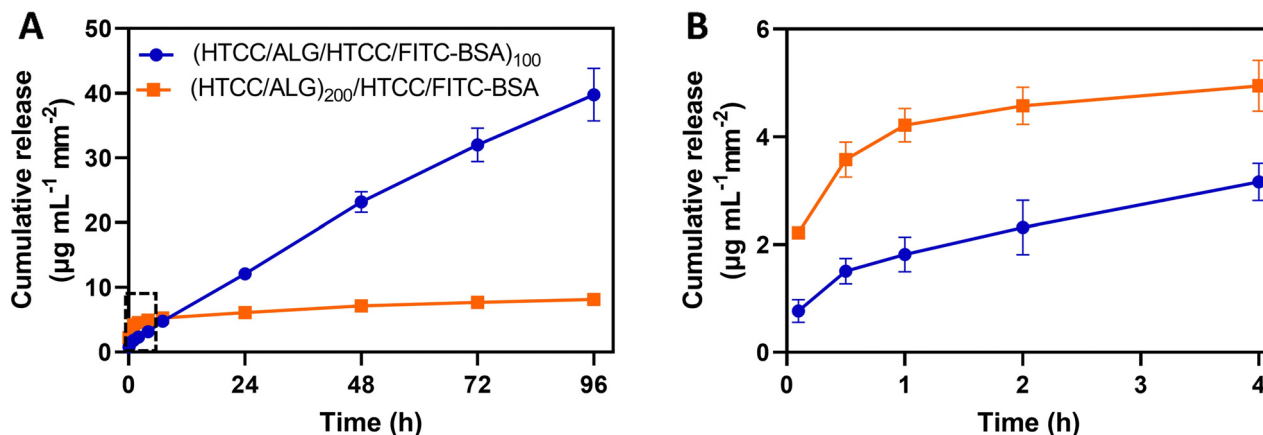 A
Cumulative release
(µg mL⁻¹ mm⁻²)
50
40
30
20
10
0
(HTCC/ALG/HTCC/FITC-BSA)₁₀₀
(HTCC/ALG)₂₀₀/HTCC/FITC-BSA
0 24 48 72 96
Time (h)
B
Cumulative release
(µg mL⁻¹mm⁻²)
6
4
2
0
0 1 2 3 4
Time (h)